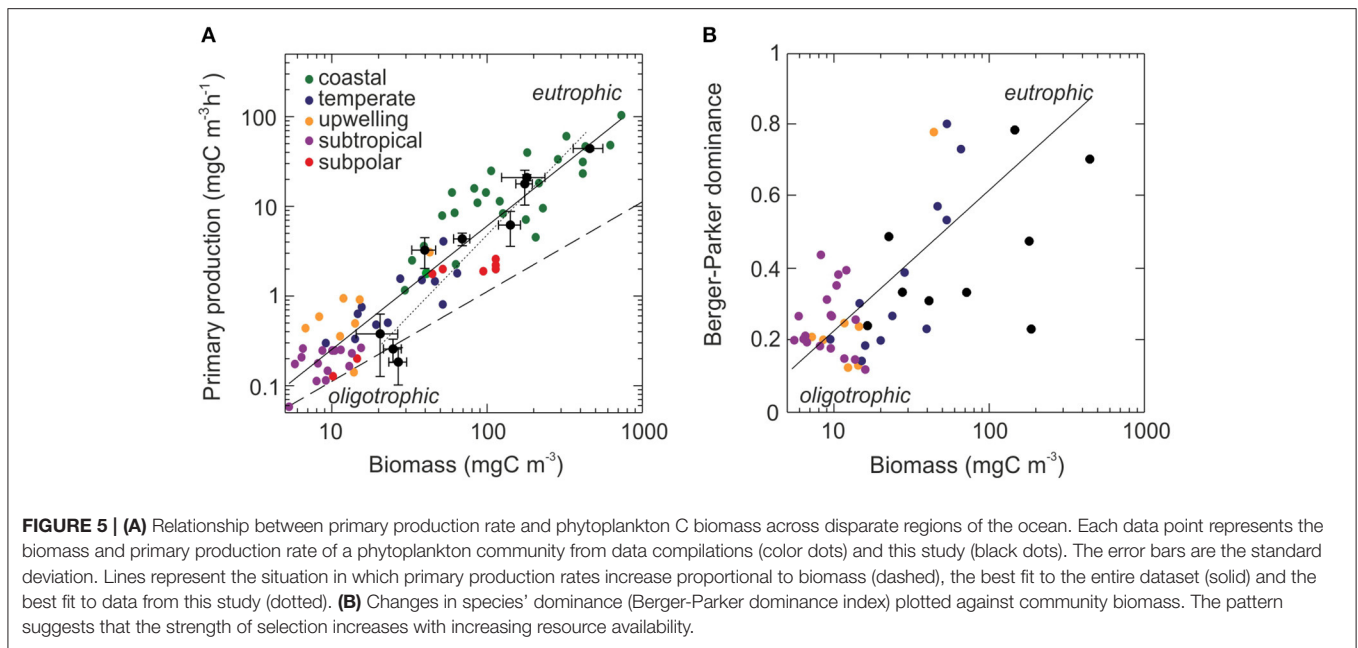 A
Primary production (mgC m-3h-1)
100
10
1
0.1
coastal
temperate
upwelling
subtropical
subpolar
eutrophic
oligotrophic
10
100
1000
Biomass (mgC m-3)
B
Berger-Parker dominance
1
0.8
0.6
0.4
0.2
0
eutrophic
oligotrophic
10
100
1000
Biomass (mgC m-3)
FIGURE 5 | (A) Relationship between primary production rate and phytoplankton C biomass across disparate regions of the ocean. Each data point represents the
biomass and primary production rate of a phytoplankton community from data compilations (color dots) and this study (black dots). The error bars are the standard
deviation. Lines represent the situation in which primary production rates increase proportional to biomass (dashed), the best fit to the entire dataset (solid) and the
best fit to data from this study (dotted). (B) Changes in species’ dominance (Berger-Parker dominance index) plotted against community biomass. The pattern
suggests that the strength of selection increases with increasing resource availability.